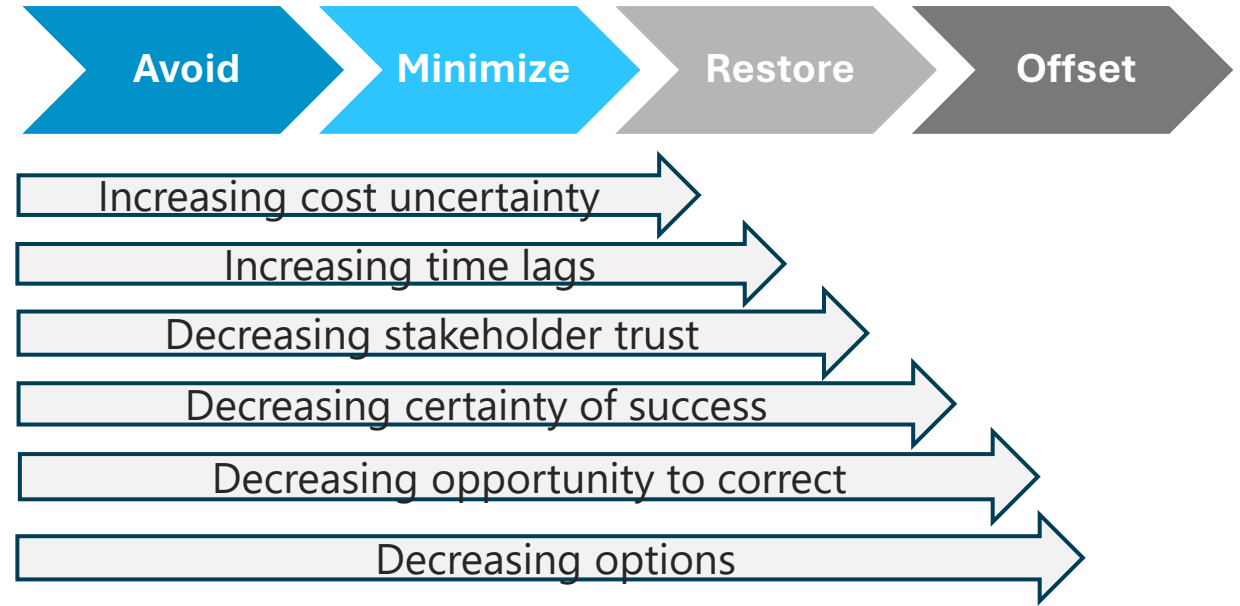 Avoid
Minimize
Restore
Offset
Increasing cost uncertainty
Increasing time lags
Decreasing stakeholder trust
Decreasing certainty of success
Decreasing opportunity to correct
Decreasing options